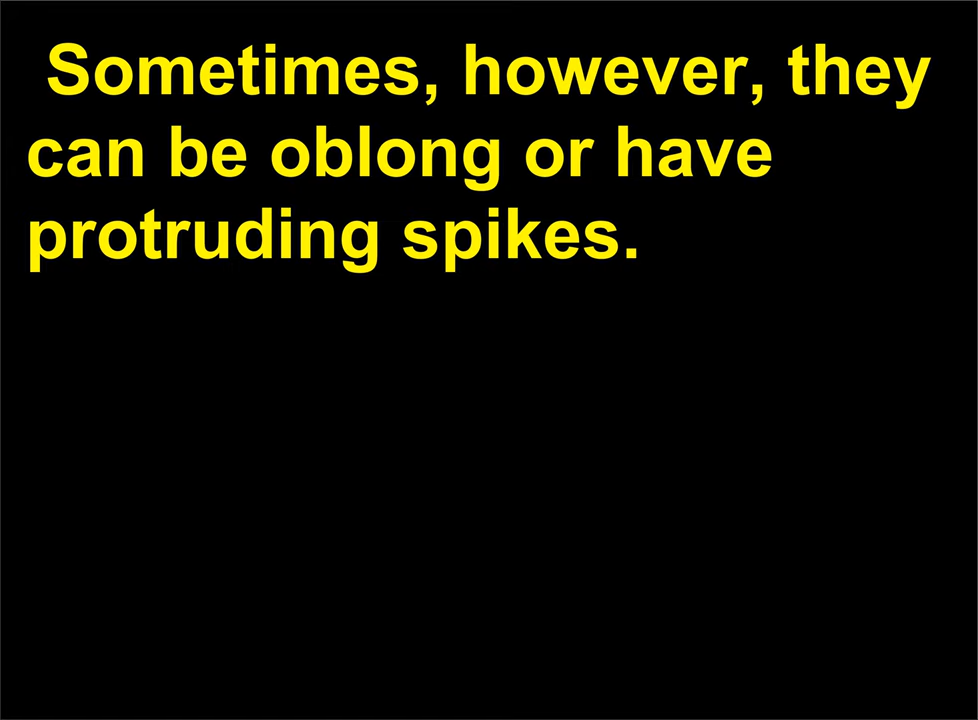 Sometimes, however, they
can be oblong or have
protruding spikes.